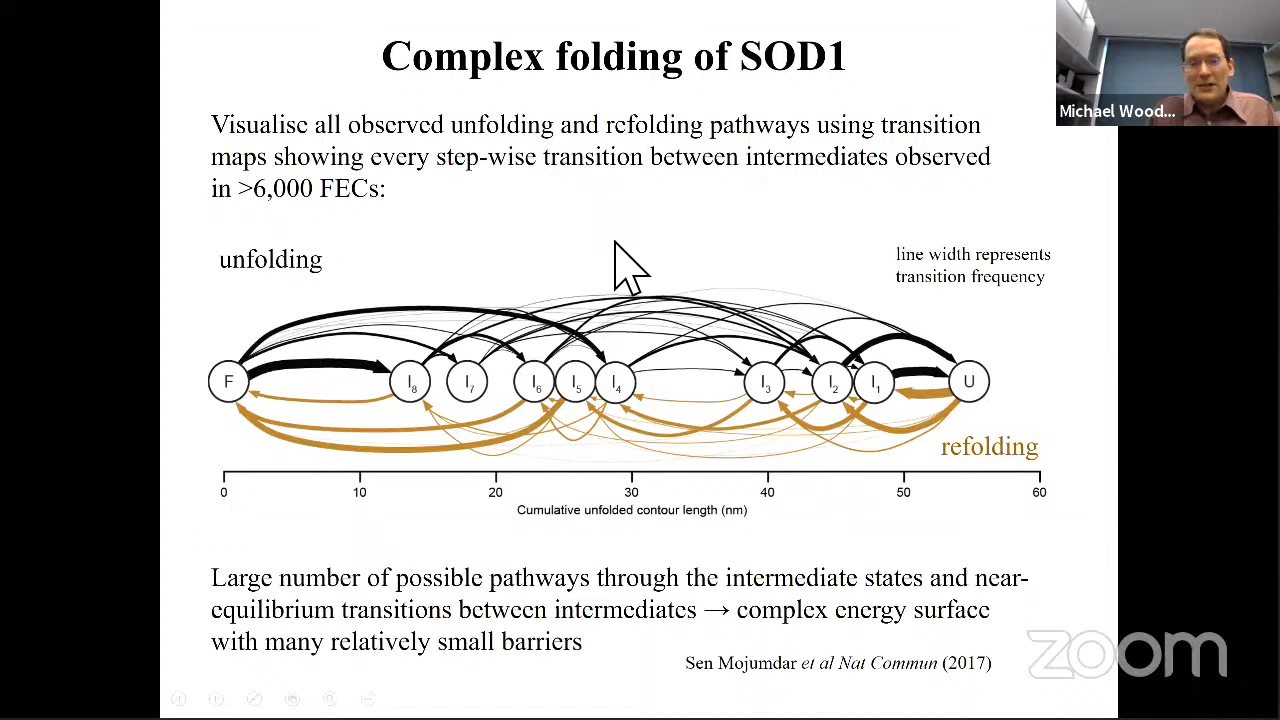 Complex folding of SOD1
Michael Wood...
Visualise all observed unfolding and refolding pathways using transition
maps showing every step-wise transition between intermediates observed
in >6,000 FECs:
unfolding
line width represents
transition frequency
F I8 I7 I6 I5 I4 I3 I2 I1 U
refolding
0 10 20 30 40 50 60
Cumulative unfolded contour length (nm)
Large number of possible pathways through the intermediate states and near-
equilibrium transitions between intermediates → complex energy surface
with many relatively small barriers
Sen Mojumdar et al Nat Commun (2017)
zoom